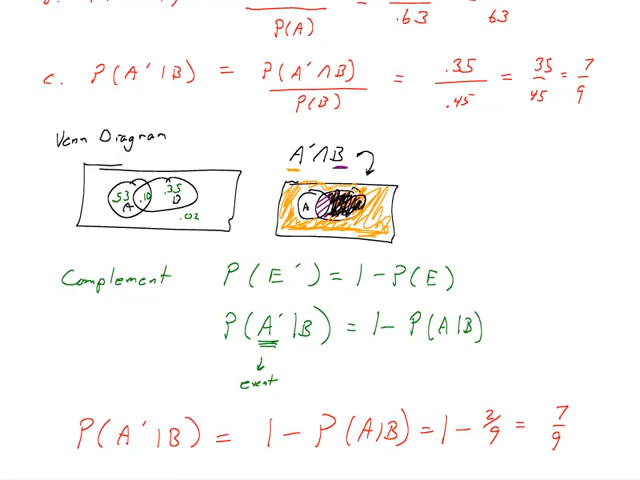 P(A)
.63
63
c. P(A′|B) = P(A′∩B) / P(B) = .35 / .45 = 35/45 = 7/9
Venn Diagram
A′∩B
.53 .10 .35
A B
.02
A
Complement P(E′) = 1 - P(E)
P(A′|B) = 1 - P(A|B)
event
P(A′|B) = 1 - P(A|B) = 1 - 2/9 = 7/9